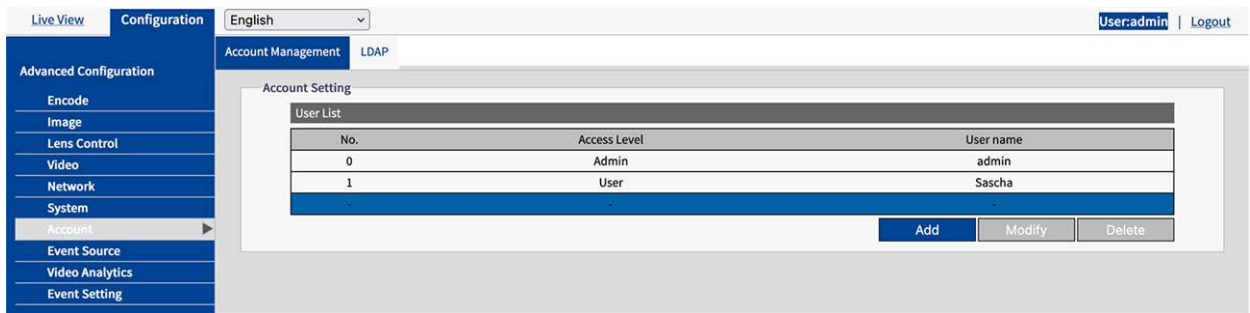 Live View Configuration English User:admin | Logout
Account Management LDAP
Advanced Configuration
Account Setting
Encode
User List
Image
No. Access Level User name
Lens Control
0 Admin admin
Video
1 User Sascha
Network
- - -
System
Add Modify Delete
Account
Event Source
Video Analytics
Event Setting